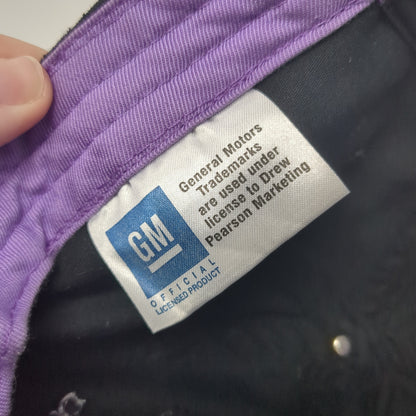 GM
OFFICIAL
LICENSED PRODUCT
General Motors
Trademarks
are used under
license to Drew
Pearson Marketing